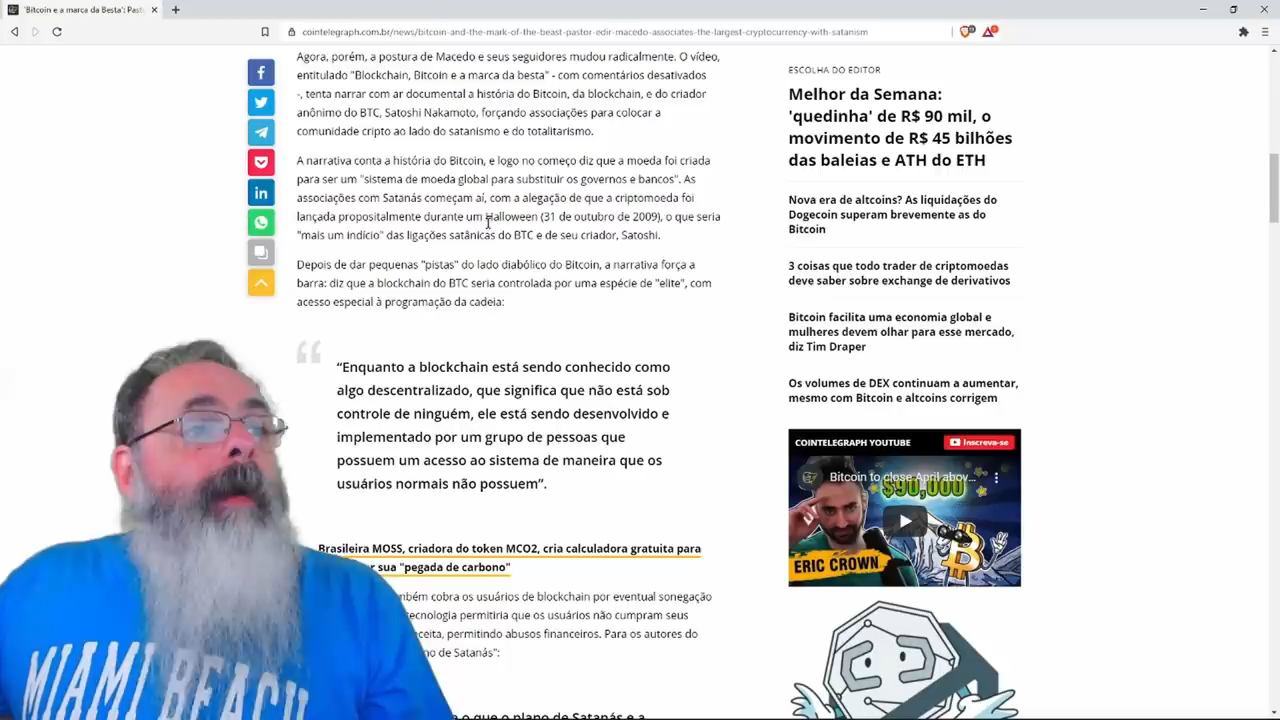 'Bitcoin e a marca da Besta': Past
cointelegraph.com.br/news/bitcoin-and-the-mark-of-the-beast-pastor-edir-macedo-associates-the-largest-cryptocurrency-with-satanism
Agora, porém, a postura de Macedo e seus seguidores mudou radicalmente. O vídeo,
entitulado "Blockchain, Bitcoin e a marca da besta" - com comentários desativados
-, tenta narrar com ar documental a história do Bitcoin, da blockchain, e do criador
anônimo do BTC, Satoshi Nakamoto, forçando associações para colocar a
comunidade cripto ao lado do satanismo e do totalitarismo.
A narrativa conta a história do Bitcoin, e logo no começo diz que a moeda foi criada
para ser um "sistema de moeda global para substituir os governos e bancos". As
associações com Satanás começam aí, com a alegação de que a criptomoeda foi
lançada propositalmente durante um Halloween (31 de outubro de 2009), o que seria
"mais um indício" das ligações satânicas do BTC e de seu criador, Satoshi.
Depois de dar pequenas "pistas" do lado diabólico do Bitcoin, a narrativa força a
barra: diz que a blockchain do BTC seria controlada por uma espécie de "elite", com
acesso especial à programação da cadeia:
“Enquanto a blockchain está sendo conhecido como
algo descentralizado, que significa que não está sob
controle de ninguém, ele está sendo desenvolvido e
implementado por um grupo de pessoas que
possuem um acesso ao sistema de maneira que os
usuários normais não possuem”.
Brasileira MOSS, criadora do token MCO2, cria calculadora gratuita para
sua "pegada de carbono"
cobra os usuários de blockchain por eventual sonegação
tecnologia permitiria que os usuários não cumpram seus
permitindo abusos financeiros. Para os autores do
de Satanás":
o que o plano de Satanás e a
ESCOLHA DO EDITOR
Melhor da Semana:
'quedinha' de R$ 90 mil, o
movimento de R$ 45 bilhões
das baleias e ATH do ETH
Nova era de altcoins? As liquidações do
Dogecoin superam brevemente as do
Bitcoin
3 coisas que todo trader de criptomoedas
deve saber sobre exchange de derivativos
Bitcoin facilita uma economia global e
mulheres devem olhar para esse mercado,
diz Tim Draper
Os volumes de DEX continuam a aumentar,
mesmo com Bitcoin e altcoins corrigem
COINTELEGRAPH YOUTUBE
Inscreva-se
Bitcoin to close April abov...
$90,000
ERIC CROWN
MIAMI BEACH